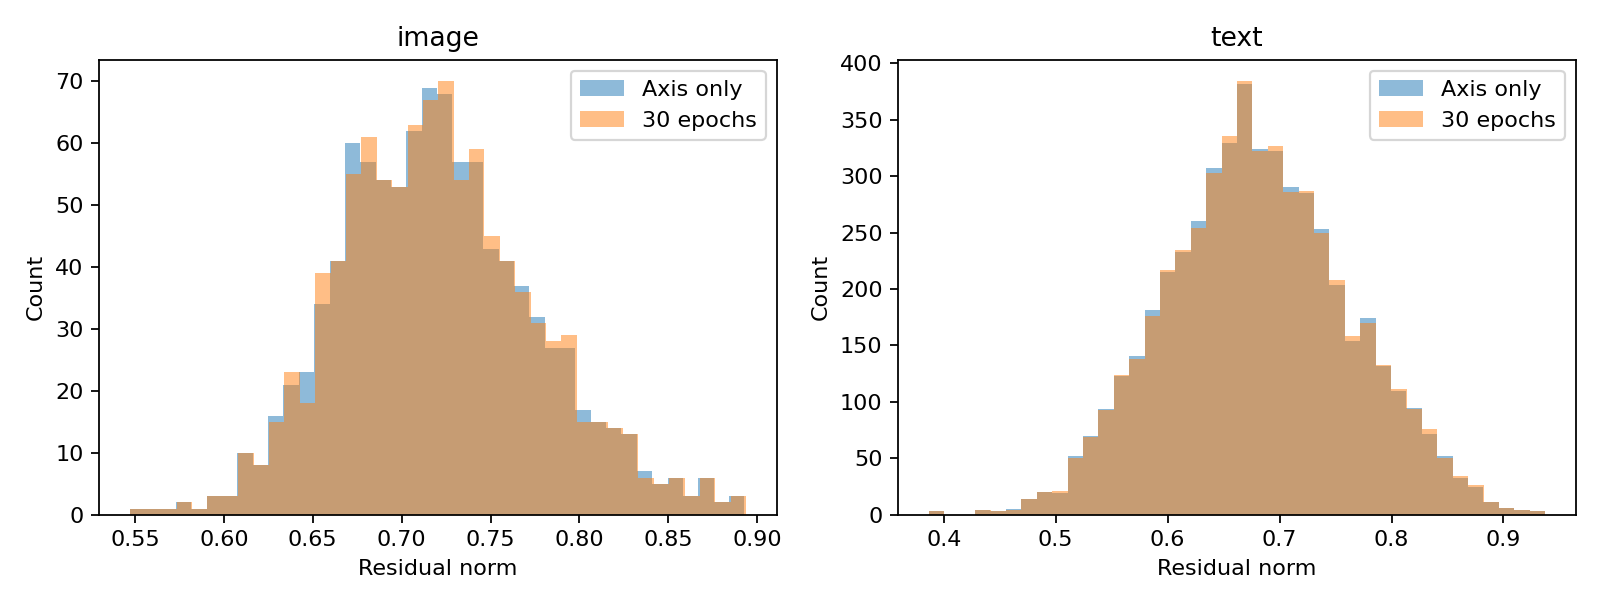 image
70
60
50
40
30
20
10
0
Count
0.55 0.60 0.65 0.70 0.75 0.80 0.85 0.90
Residual norm
Axis only
30 epochs
text
400
350
300
250
200
150
100
50
0
Count
0.4 0.5 0.6 0.7 0.8 0.9
Residual norm
Axis only
30 epochs